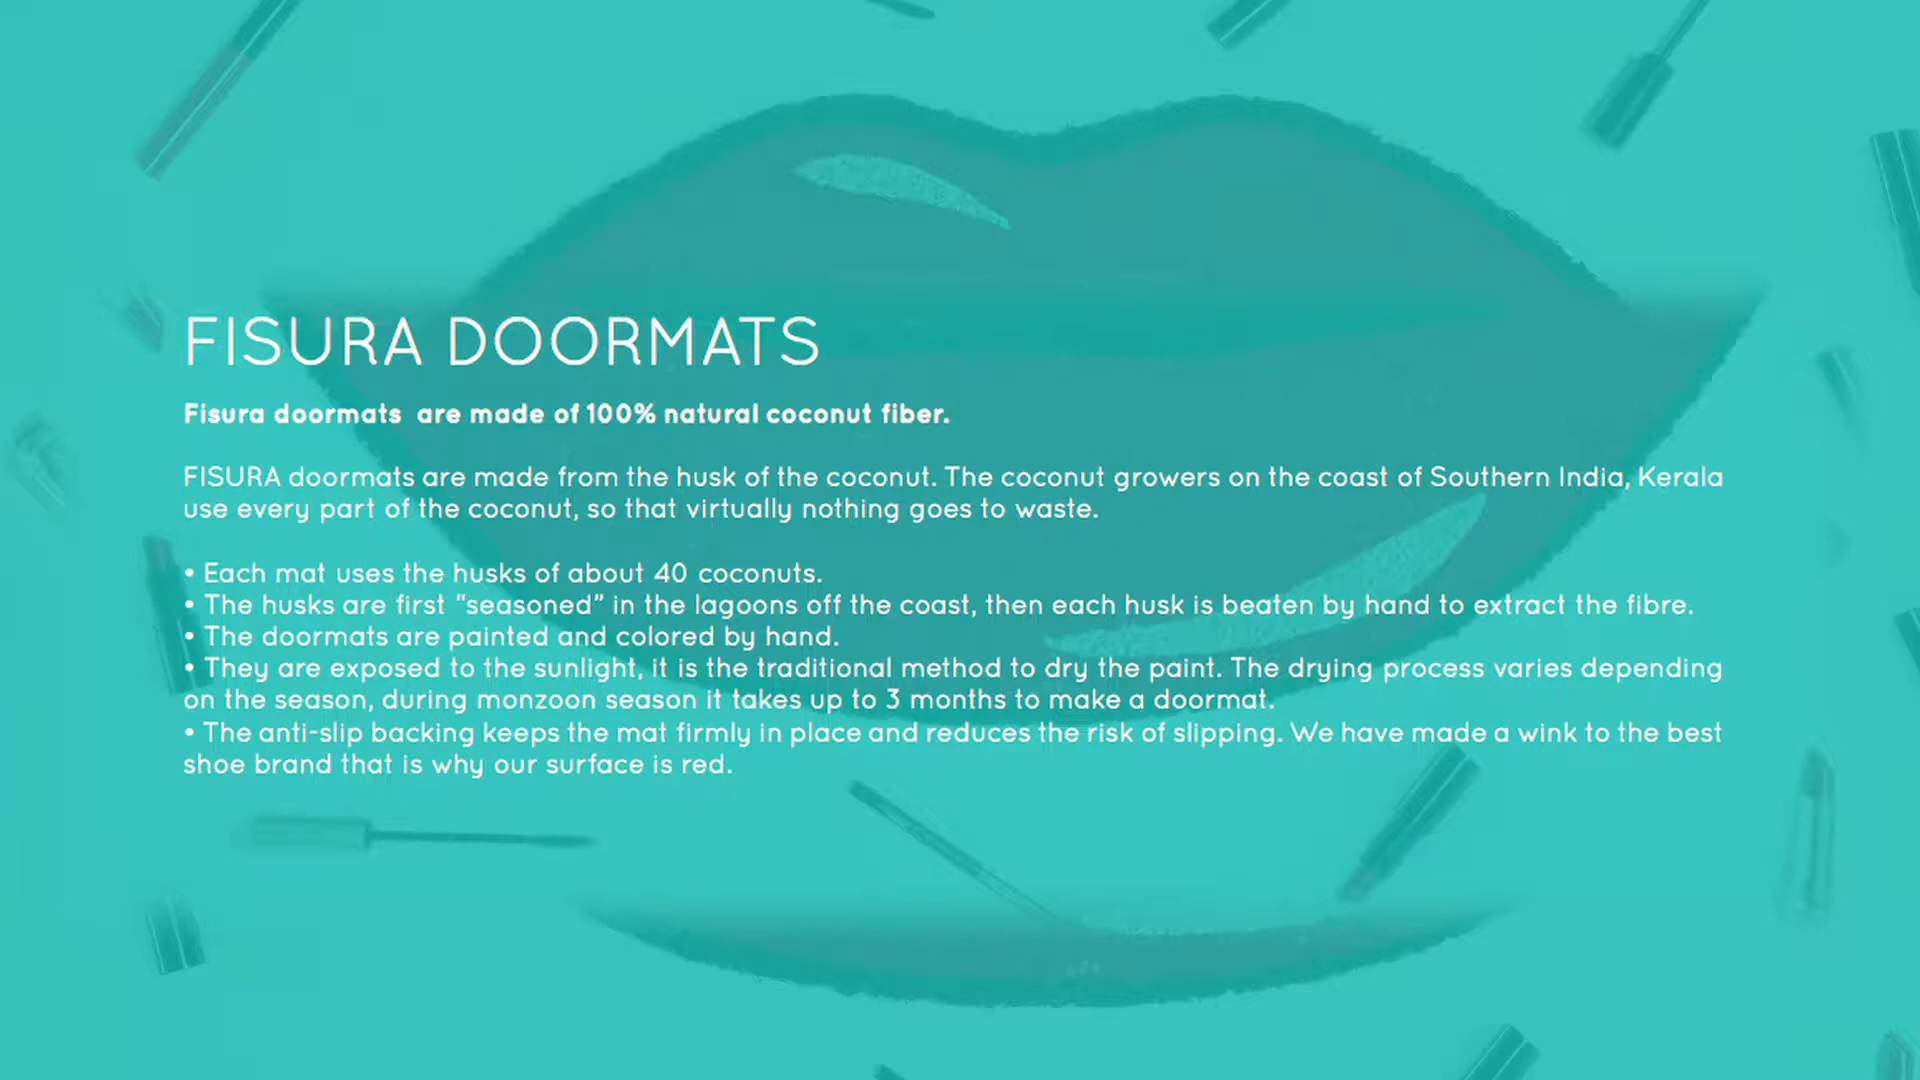 FISURA DOORMATS
Fisura doormats  are made of 100% natural coconut fiber.
FISURA doormats are made from the husk of the coconut. The coconut growers on the coast of Southern India, Kerala
use every part of the coconut, so that virtually nothing goes to waste.
• Each mat uses the husks of about 40 coconuts.
• The husks are first “seasoned” in the lagoons off the coast, then each husk is beaten by hand to extract the fibre.
• The doormats are painted and colored by hand.
• They are exposed to the sunlight, it is the traditional method to dry the paint. The drying process varies depending
on the season, during monzoon season it takes up to 3 months to make a doormat.
• The anti-slip backing keeps the mat firmly in place and reduces the risk of slipping. We have made a wink to the best
shoe brand that is why our surface is red.